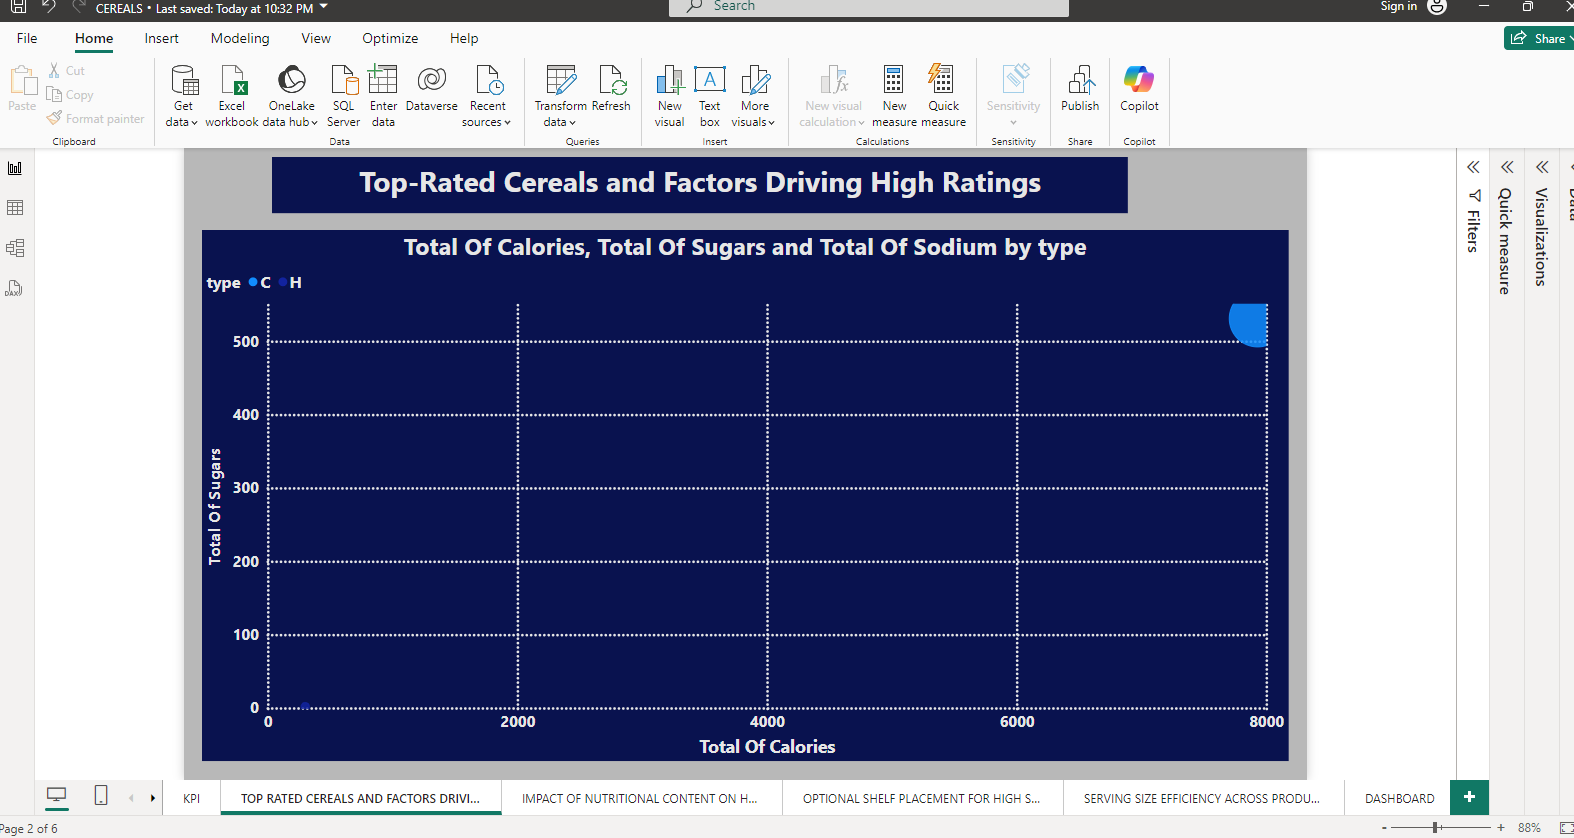 CEREALS • Last saved: Today at 10:32 PM
Search
Sign in
File Home Insert Modeling View Optimize Help
Share
Paste
Cut
Copy
Format painter
Clipboard
Get data
Excel workbook
OneLake data hub
SQL Server
Enter data
Dataverse
Recent sources
Data
Transform data
Refresh
Queries
New visual
Text box
More visuals
Insert
New visual calculation
New measure
Quick measure
Calculations
Sensitivity
Sensitivity
Publish
Share
Copilot
Copilot
Top-Rated Cereals and Factors Driving High Ratings
Total Of Calories, Total Of Sugars and Total Of Sodium by type
type C H
500
400
300
200
100
0
Total Of Sugars
0 2000 4000 6000 8000
Total Of Calories
Filters
Quick measure
Visualizations
KPI
TOP RATED CEREALS AND FACTORS DRIVI...
IMPACT OF NUTRITIONAL CONTENT ON H...
OPTIONAL SHELF PLACEMENT FOR HIGH S...
SERVING SIZE EFFICIENCY ACROSS PRODU...
DASHBOARD
+
Page 2 of 6
- + 88%